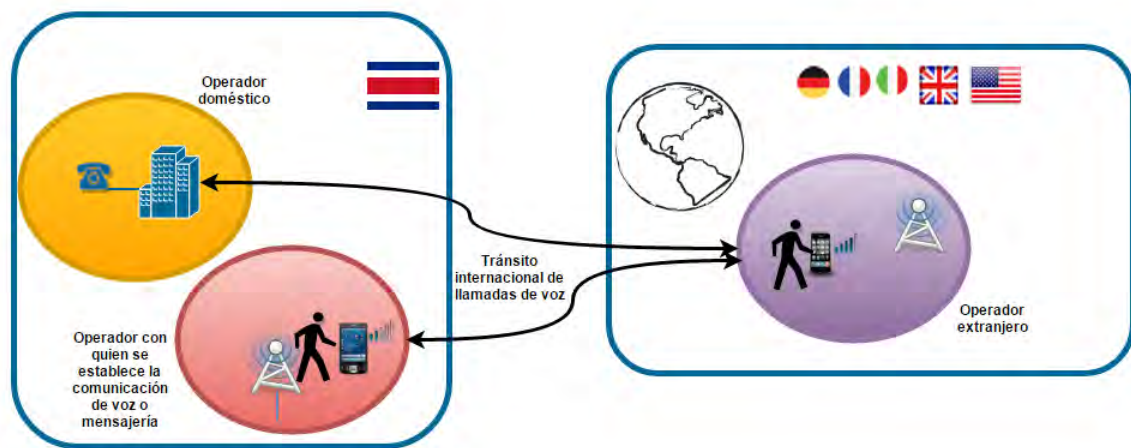 Operador
doméstico
Tránsito
internacional de
llamadas de voz
Operador con
quien se
establece la
comunicación
de voz o
mensajería
Operador
extranjero